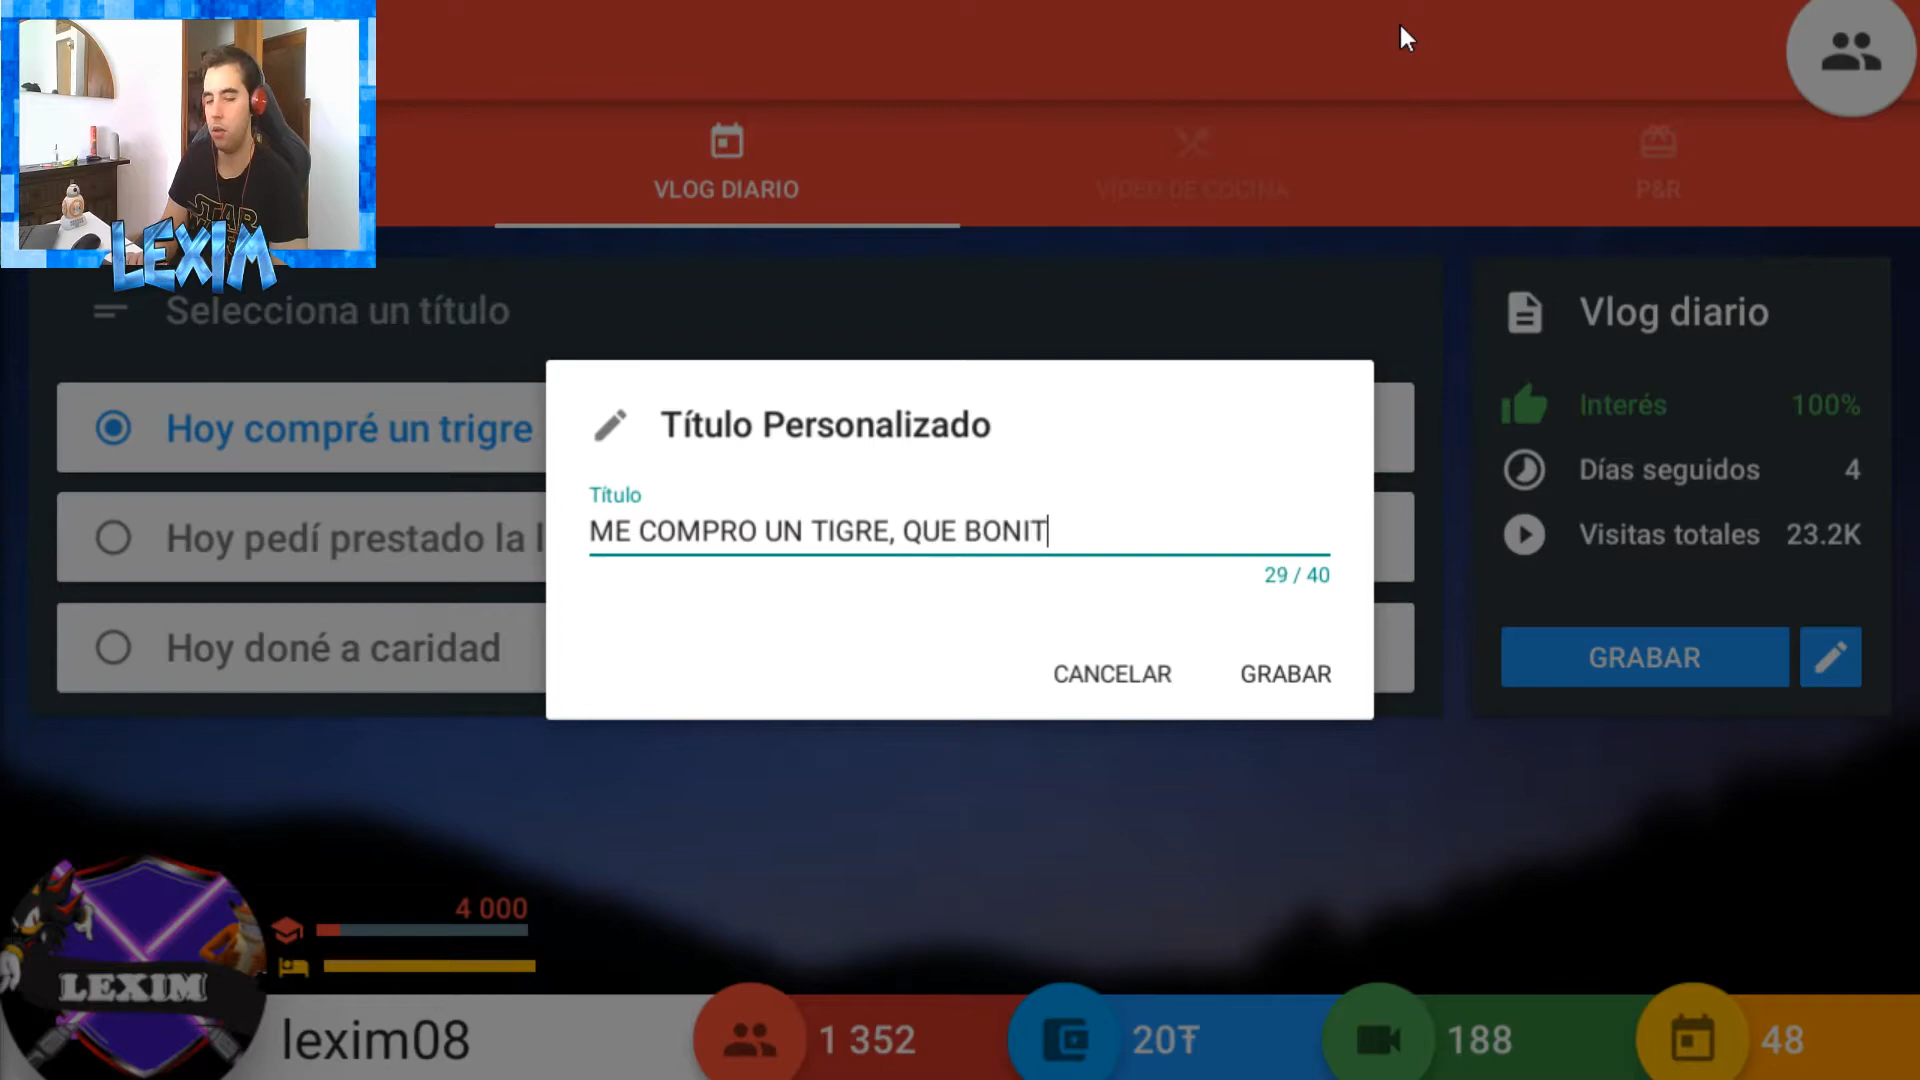 LEXIM
VLOG DIARIO
VÍDEO DE COCINA
P&R
Selecciona un título
Hoy compré un trigre
Hoy pedí prestado la l
Hoy doné a caridad
Título Personalizado
Título
ME COMPRO UN TIGRE, QUE BONIT
29 / 40
CANCELAR GRABAR
Vlog diario
Interés 100%
Días seguidos 4
Visitas totales 23.2K
GRABAR
4 000
LEXIM
lexim08
1 352
20₸
188
48